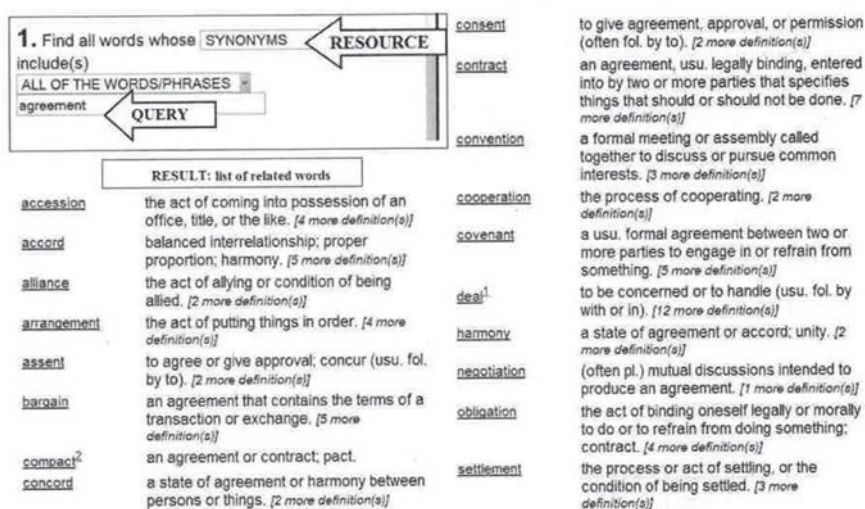 1. Find all words whose SYNONYMS
RESOURCE
include(s)
ALL OF THE WORDS/PHRASES
agreement
QUERY
RESULT: list of related words
accession the act of coming into possession of an
office, title, or the like. [4 more definition(s)]
accord balanced interrelationship; proper
proportion; harmony. [5 more definition(s)]
alliance the act of allying or condition of being
allied. [2 more definition(s)]
arrangement the act of putting things in order. [4 more
definition(s)]
assent to agree or give approval; concur (usu. fol.
by to). [2 more definition(s)]
bargain an agreement that contains the terms of a
transaction or exchange. [5 more
definition(s)]
compact2 an agreement or contract; pact.
concord a state of agreement or harmony between
persons or things. [2 more definition(s)]
consent to give agreement, approval, or permission
(often fol. by to). [2 more definition(s)]
contract an agreement, usu. legally binding, entered
into by two or more parties that specifies
things that should or should not be done. [7
more definition(s)]
convention a formal meeting or assembly called
together to discuss or pursue common
interests. [3 more definition(s)]
cooperation the process of cooperating. [2 more
definition(s)]
covenant a usu. formal agreement between two or
more parties to engage in or refrain from
something. [5 more definition(s)]
deal1 to be concerned or to handle (usu. fol. by
with or in). [12 more definition(s)]
harmony a state of agreement or accord; unity. [2
more definition(s)]
negotiation (often pl.) mutual discussions intended to
produce an agreement. [1 more definition(s)]
obligation the act of binding oneself legally or morally
to do or to refrain from doing something;
contract. [4 more definition(s)]
settlement the process or act of settling, or the
condition of being settled. [3 more
definition(s)]